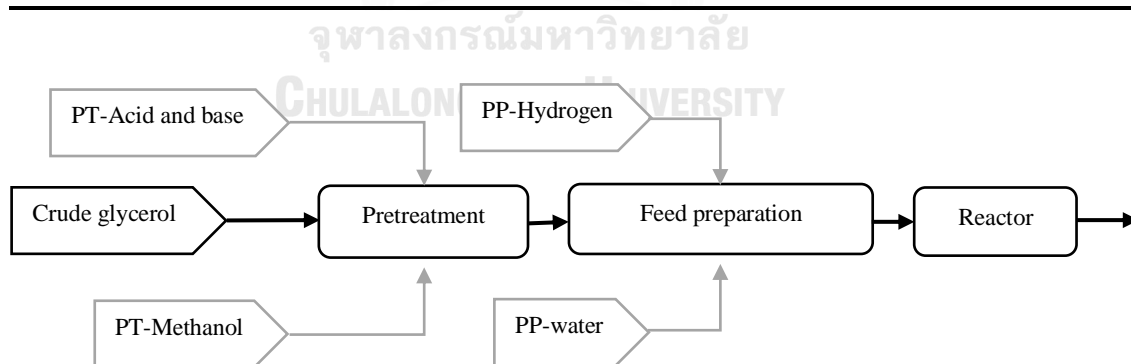 จุฬาลงกรณ์มหาวิทยาลัย
CHULALONGKORN UNIVERSITY
PT-Acid and base
PP-Hydrogen
Crude glycerol
Pretreatment
Feed preparation
Reactor
PT-Methanol
PP-water